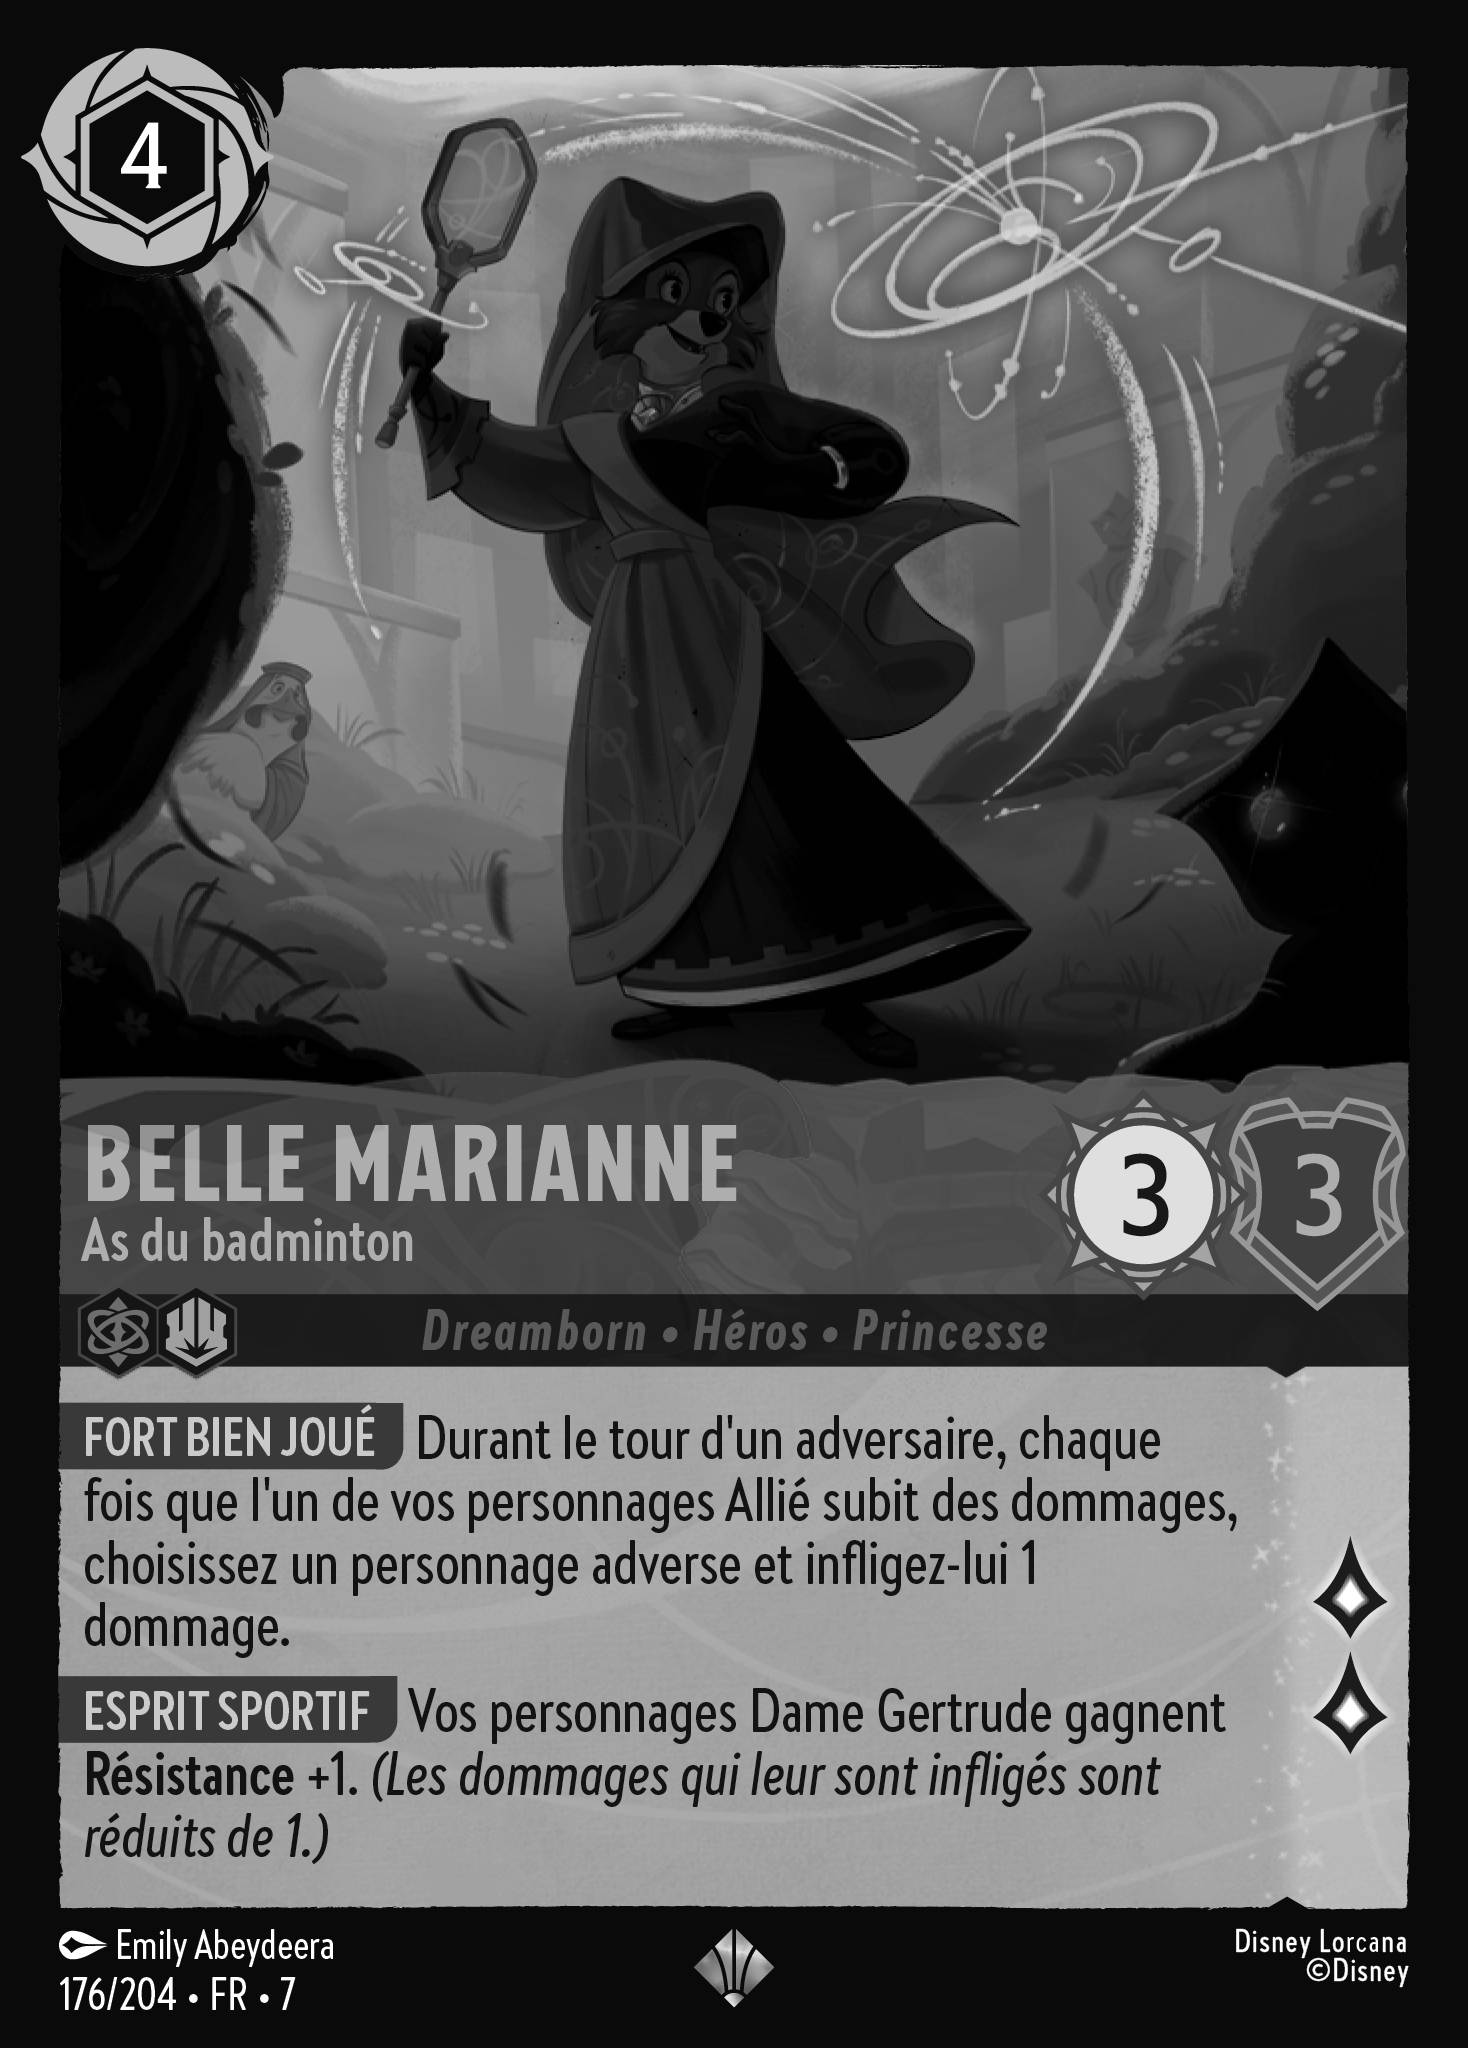 4
BELLE MARIANNE
As du badminton
3
3
Dreamborn • Héros • Princesse
FORT BIEN JOUÉ Durant le tour d'un adversaire, chaque
fois que l'un de vos personnages Allié subit des dommages,
choisissez un personnage adverse et infligez-lui 1
dommage.
ESPRIT SPORTIF Vos personnages Dame Gertrude gagnent
Résistance +1. (Les dommages qui leur sont infligés sont
réduits de 1.)
Emily Abeydeera
176/204 • FR • 7
Disney Lorcana
©Disney